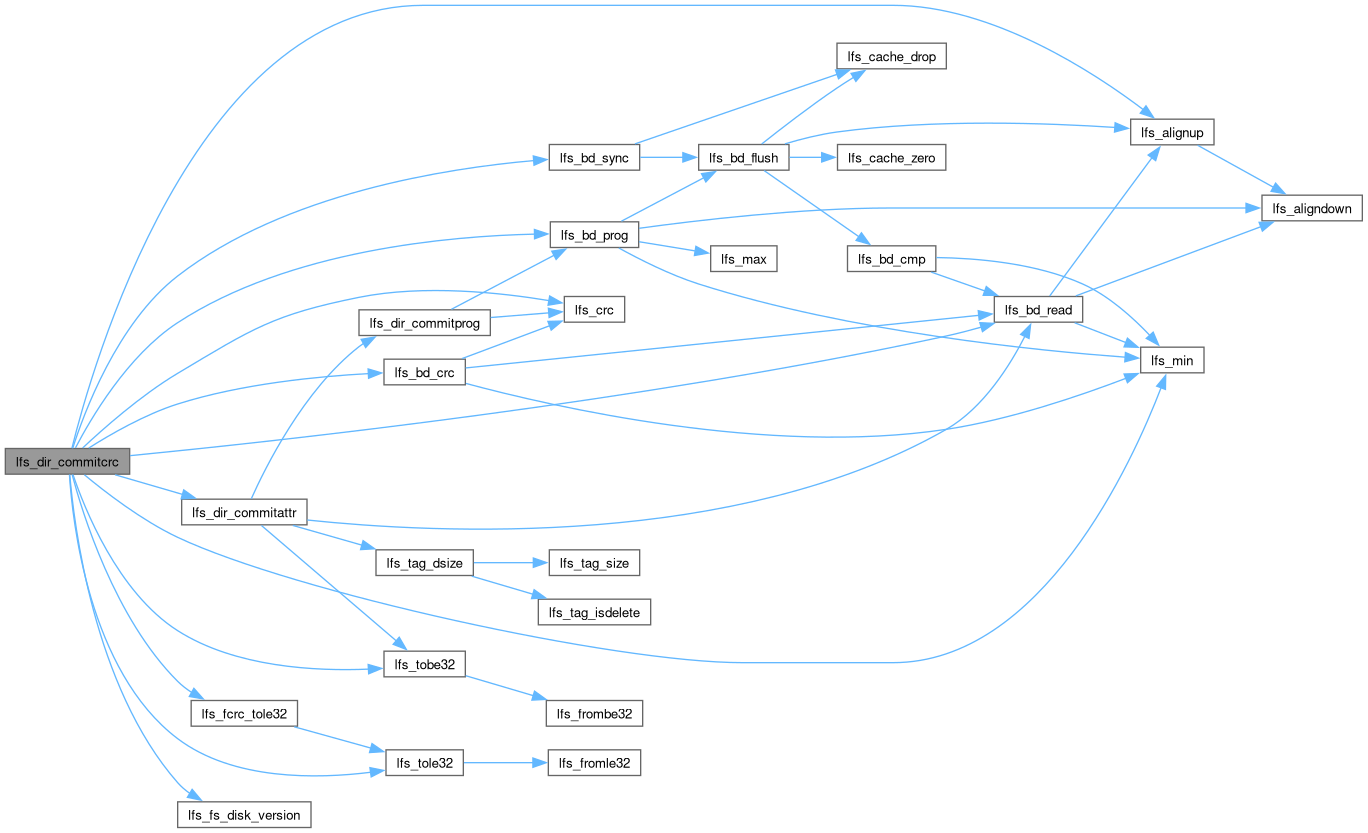 lfs_cache_drop
lfs_alignup
lfs_bd_sync
lfs_bd_flush
lfs_cache_zero
lfs_aligndown
lfs_bd_prog
lfs_max
lfs_bd_cmp
lfs_crc
lfs_bd_read
lfs_dir_commitprog
lfs_min
lfs_bd_crc
lfs_dir_commitcrc
lfs_dir_commitattr
lfs_tag_dsize
lfs_tag_size
lfs_tag_isdelete
lfs_tobe32
lfs_fcrc_tole32
lfs_frombe32
lfs_tole32
lfs_fromle32
lfs_fs_disk_version